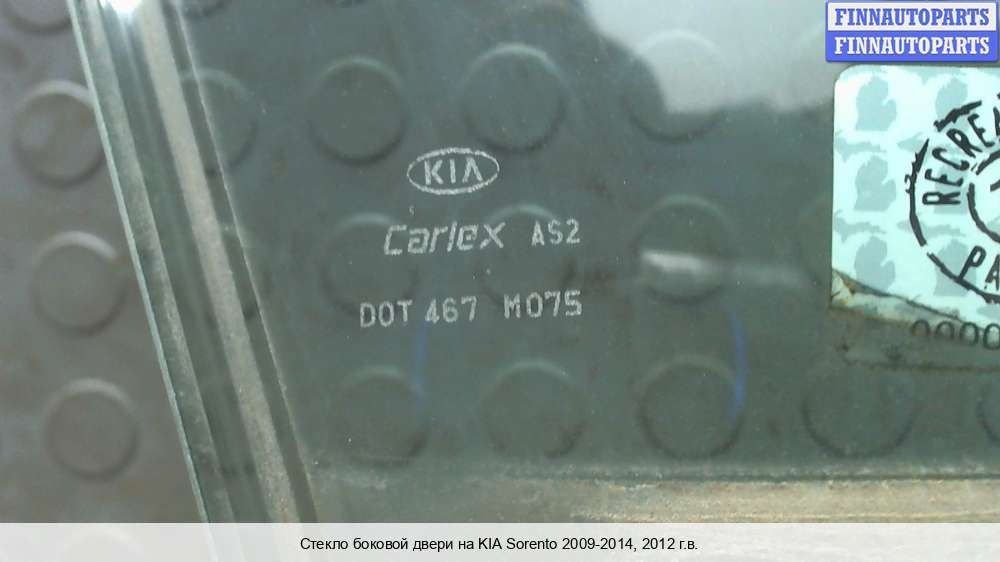 FINNAUTOPARTS
FINNAUTOPARTS
KIA
Carlex AS2
DOT 467 M075
Стекло боковой двери на KIA Sorento 2009-2014, 2012 г.в.